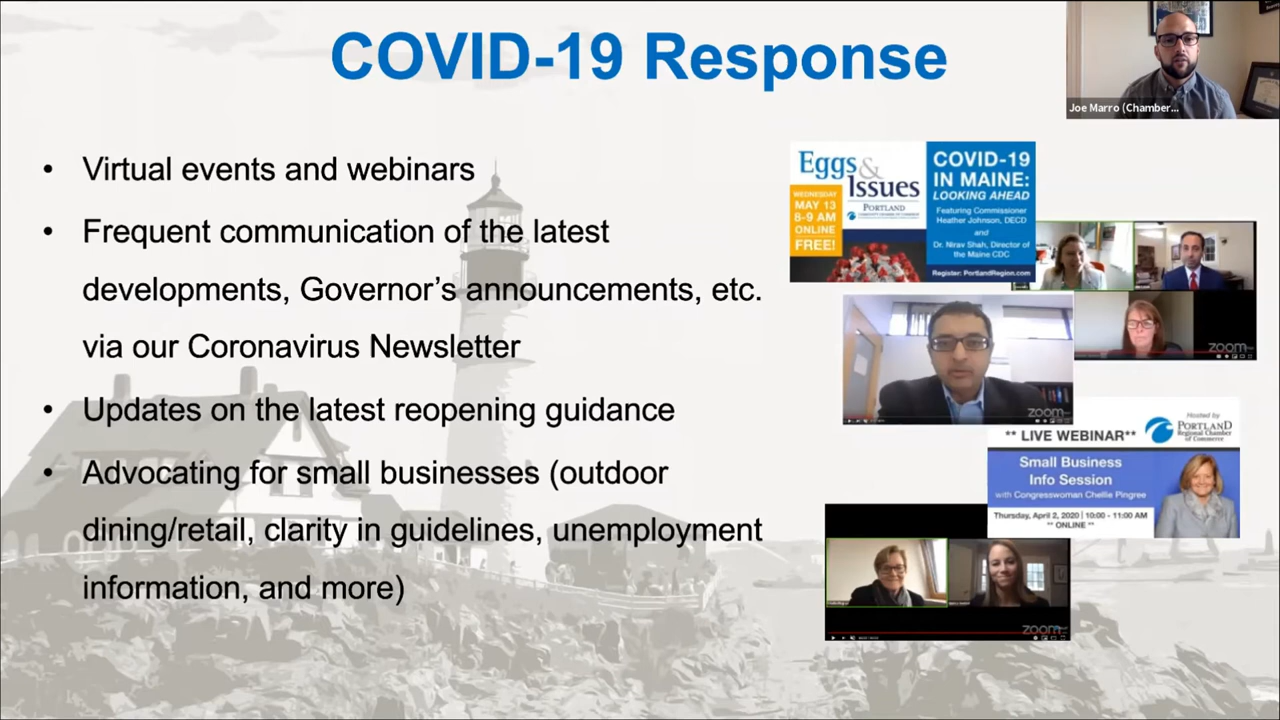 COVID-19 Response
Joe Marro (Chamber...
• Virtual events and webinars
• Frequent communication of the latest
developments, Governor's announcements, etc.
via our Coronavirus Newsletter
• Updates on the latest reopening guidance
• Advocating for small businesses (outdoor
dining/retail, clarity in guidelines, unemployment
information, and more)
Eggs &
Issues
WEDNESDAY
MAY 13
8-9 AM
ONLINE
FREE!
PORTLAND
COMMUNITY CHAMBER OF COMMERCE
COVID-19
IN MAINE:
LOOKING AHEAD
Featuring Commissioner
Heather Johnson, DECD
and
Dr. Nirav Shah, Director of
the Maine CDC
Register: PortlandRegion.com
zoom
zoom
** LIVE WEBINAR**
Hosted by
PORTLAND
Regional Chamber
of Commerce
Small Business
Info Session
with Congresswoman Chellie Pingree
Thursday, April 2, 2020 | 10:00 - 11:00 AM
** ONLINE **
zoom